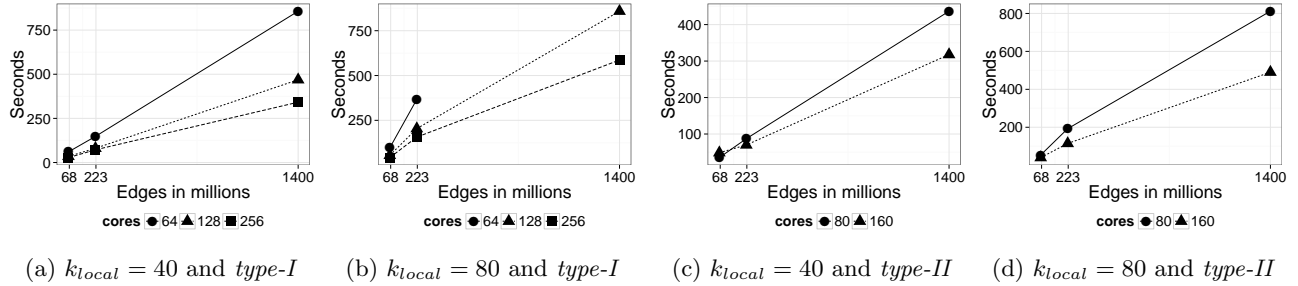 Seconds
750
500
250
0
68
223
1400
Edges in millions
cores 64 128 256
(a) k_local = 40 and type-I
Seconds
750
500
250
68
223
1400
Edges in millions
cores 64 128 256
(b) k_local = 80 and type-I
Seconds
400
300
200
100
68
223
1400
Edges in millions
cores 80 160
(c) k_local = 40 and type-II
Seconds
800
600
400
200
68
223
1400
Edges in millions
cores 80 160
(d) k_local = 80 and type-II